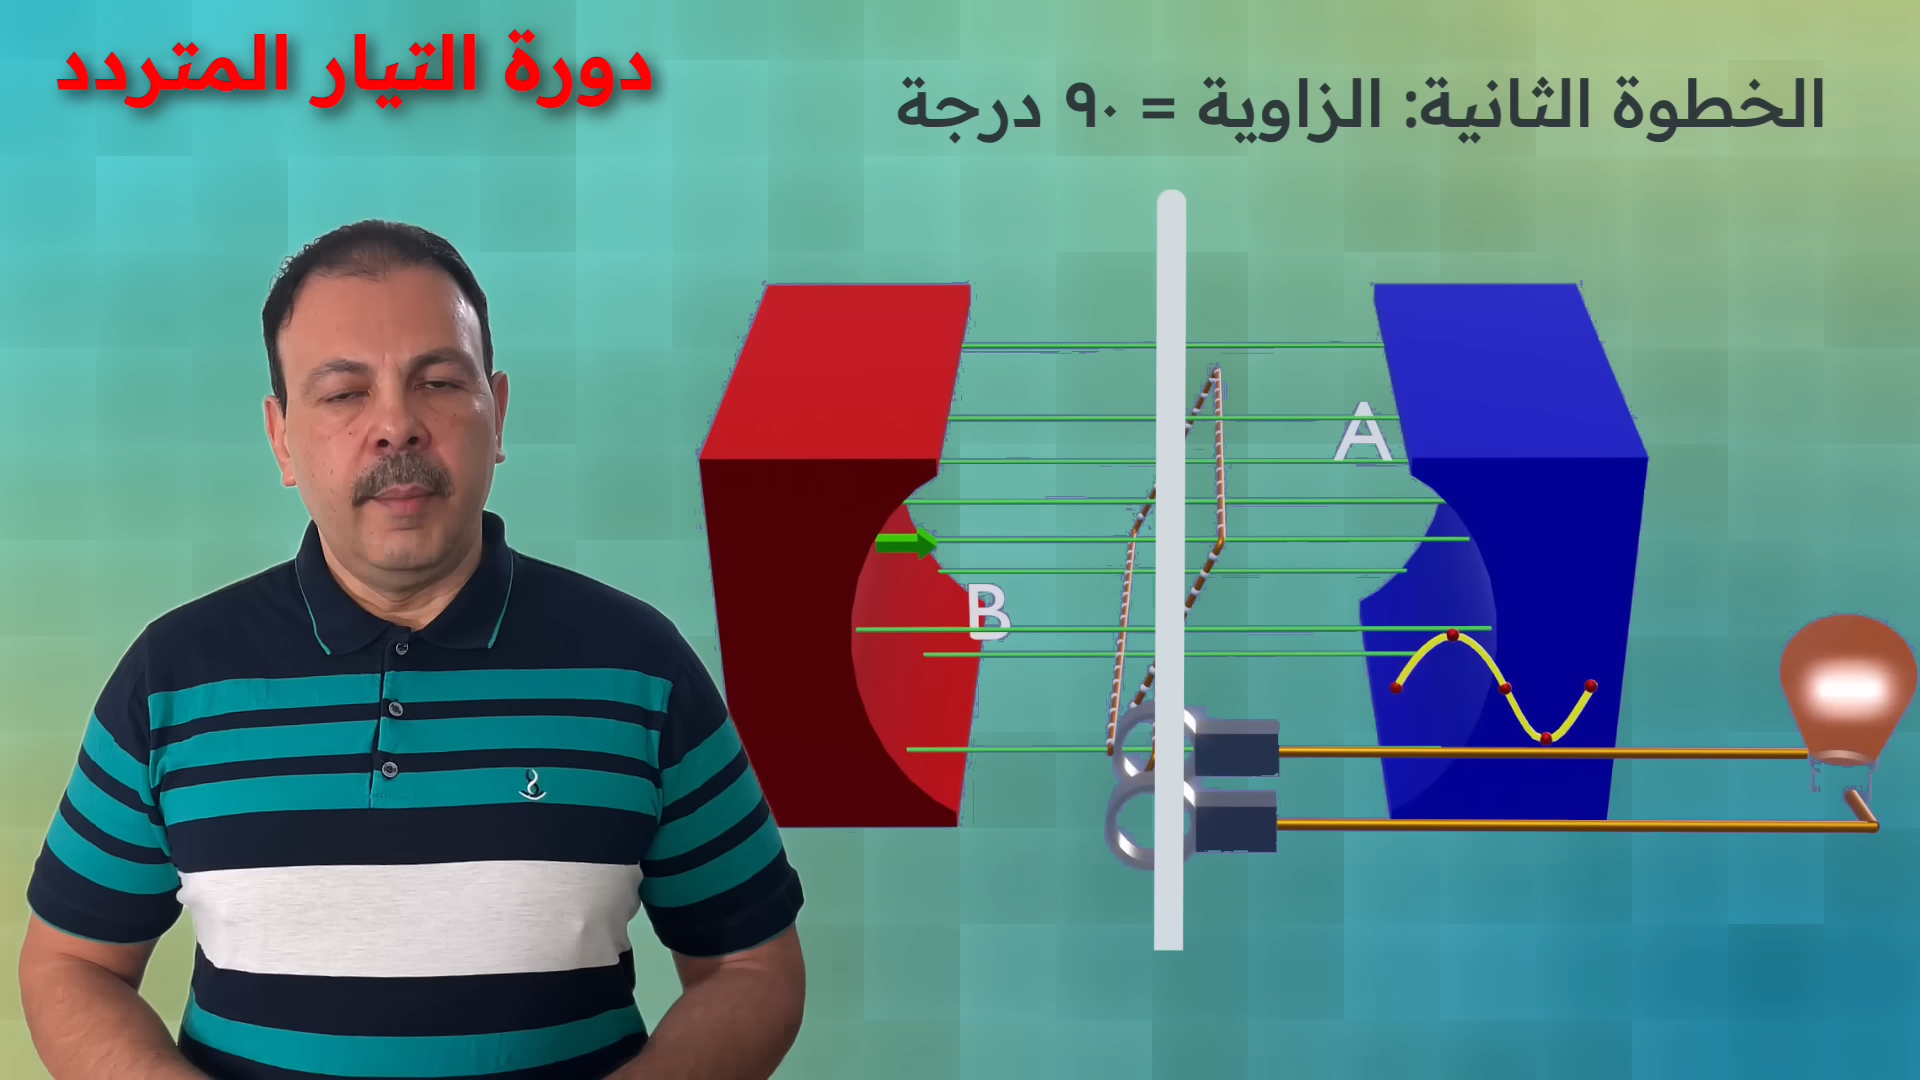 دورة التيار المتردد
الخطوة الثانية: الزاوية = ٩٠ درجة
A
B